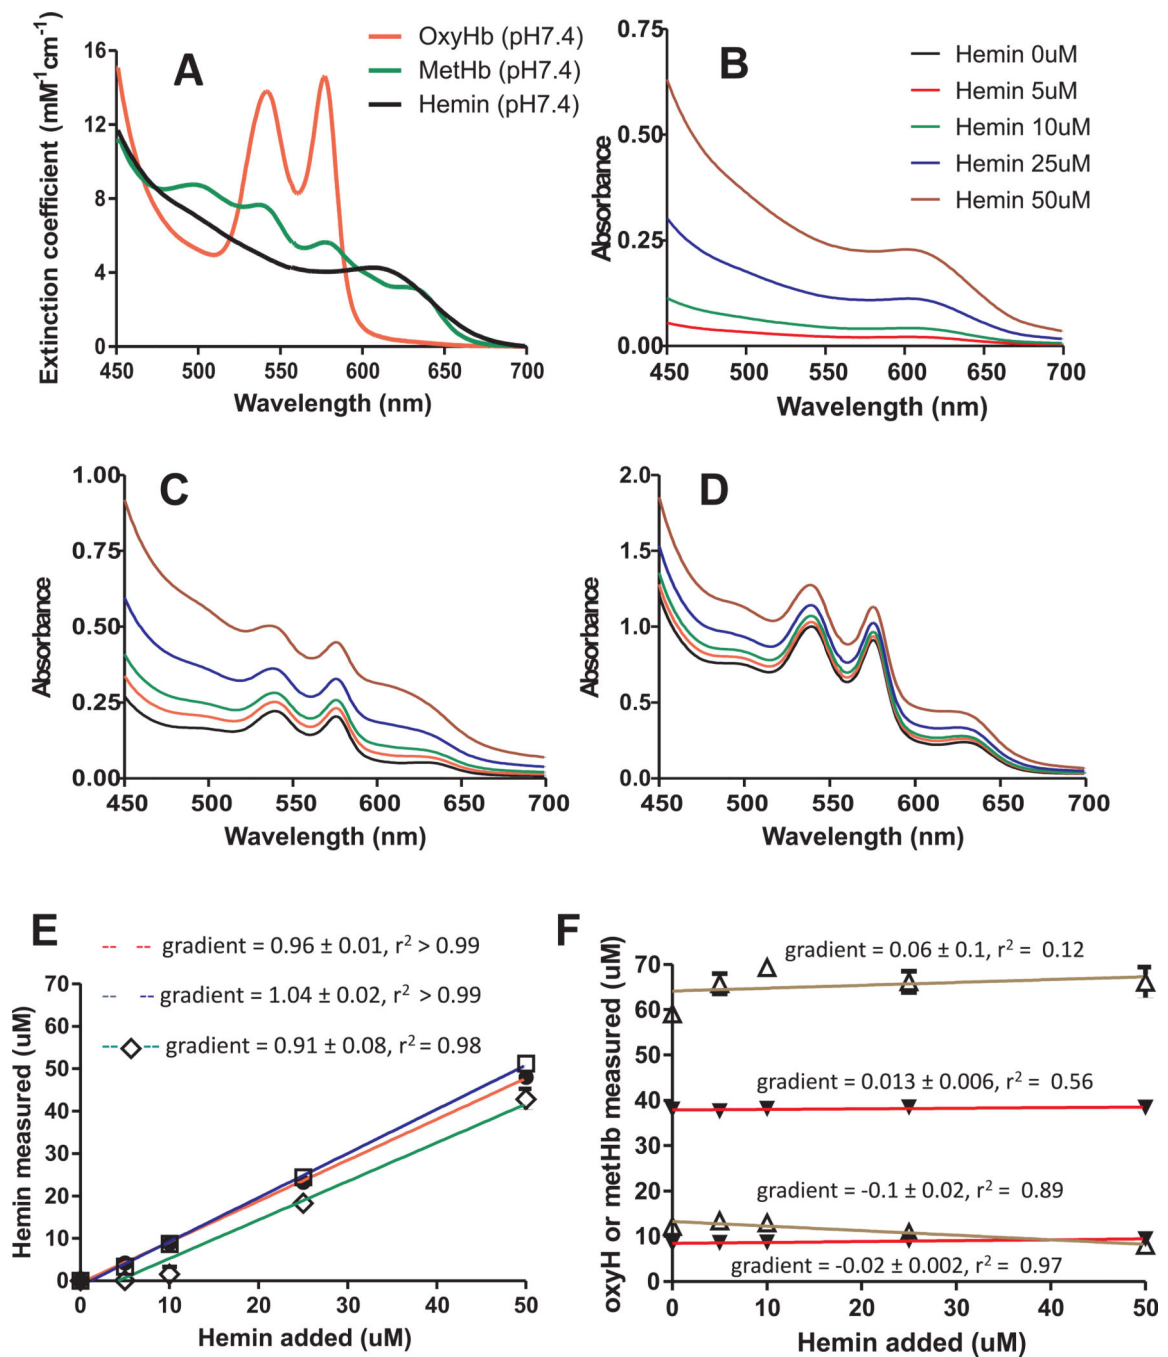 A
OxyHb (pH7.4)
MetHb (pH7.4)
Hemin (pH7.4)
Extinction coefficient (mM⁻¹cm⁻¹)
16
12
8
4
0
450 500 550 600 650 700
Wavelength (nm)
B
Hemin 0uM
Hemin 5uM
Hemin 10uM
Hemin 25uM
Hemin 50uM
Absorbance
0.75
0.50
0.25
0.00
450 500 550 600 650 700
Wavelength (nm)
C
Absorbance
1.00
0.75
0.50
0.25
0.00
450 500 550 600 650 700
Wavelength (nm)
D
Absorbance
2.0
1.5
1.0
0.5
0.0
450 500 550 600 650 700
Wavelength (nm)
E
gradient = 0.96 ± 0.01, r² > 0.99
gradient = 1.04 ± 0.02, r² > 0.99
gradient = 0.91 ± 0.08, r² = 0.98
Hemin measured (uM)
70
60
50
40
30
20
10
0
0 10 20 30 40 50
Hemin added (uM)
F
gradient = 0.06 ± 0.1, r² = 0.12
gradient = 0.013 ± 0.006, r² = 0.56
gradient = -0.1 ± 0.02, r² = 0.89
gradient = -0.02 ± 0.002, r² = 0.97
oxyH or metHb measured (uM)
70
60
50
40
30
20
10
0
0 10 20 30 40 50
Hemin added (uM)